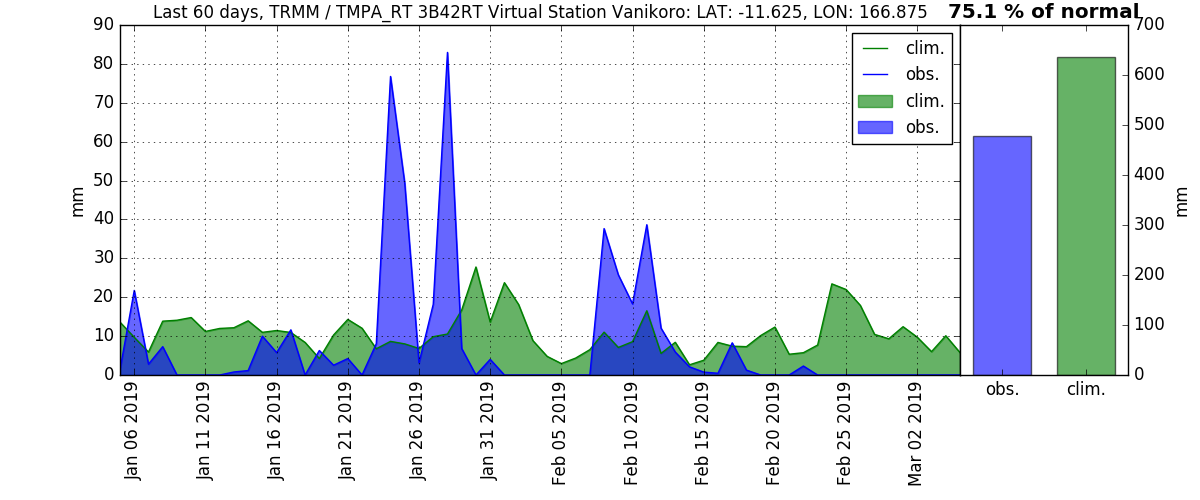 Last 60 days, TRMM / TMPA_RT 3B42RT Virtual Station Vanikoro: LAT: -11.625, LON: 166.875
75.1 % of normal
90
80
70
60
50
40
30
20
10
0
mm
clim.
obs.
clim.
obs.
Jan 06 2019
Jan 11 2019
Jan 16 2019
Jan 21 2019
Jan 26 2019
Jan 31 2019
Feb 05 2019
Feb 10 2019
Feb 15 2019
Feb 20 2019
Feb 25 2019
Mar 02 2019
700
600
500
400
300
200
100
0
mm
obs.
clim.